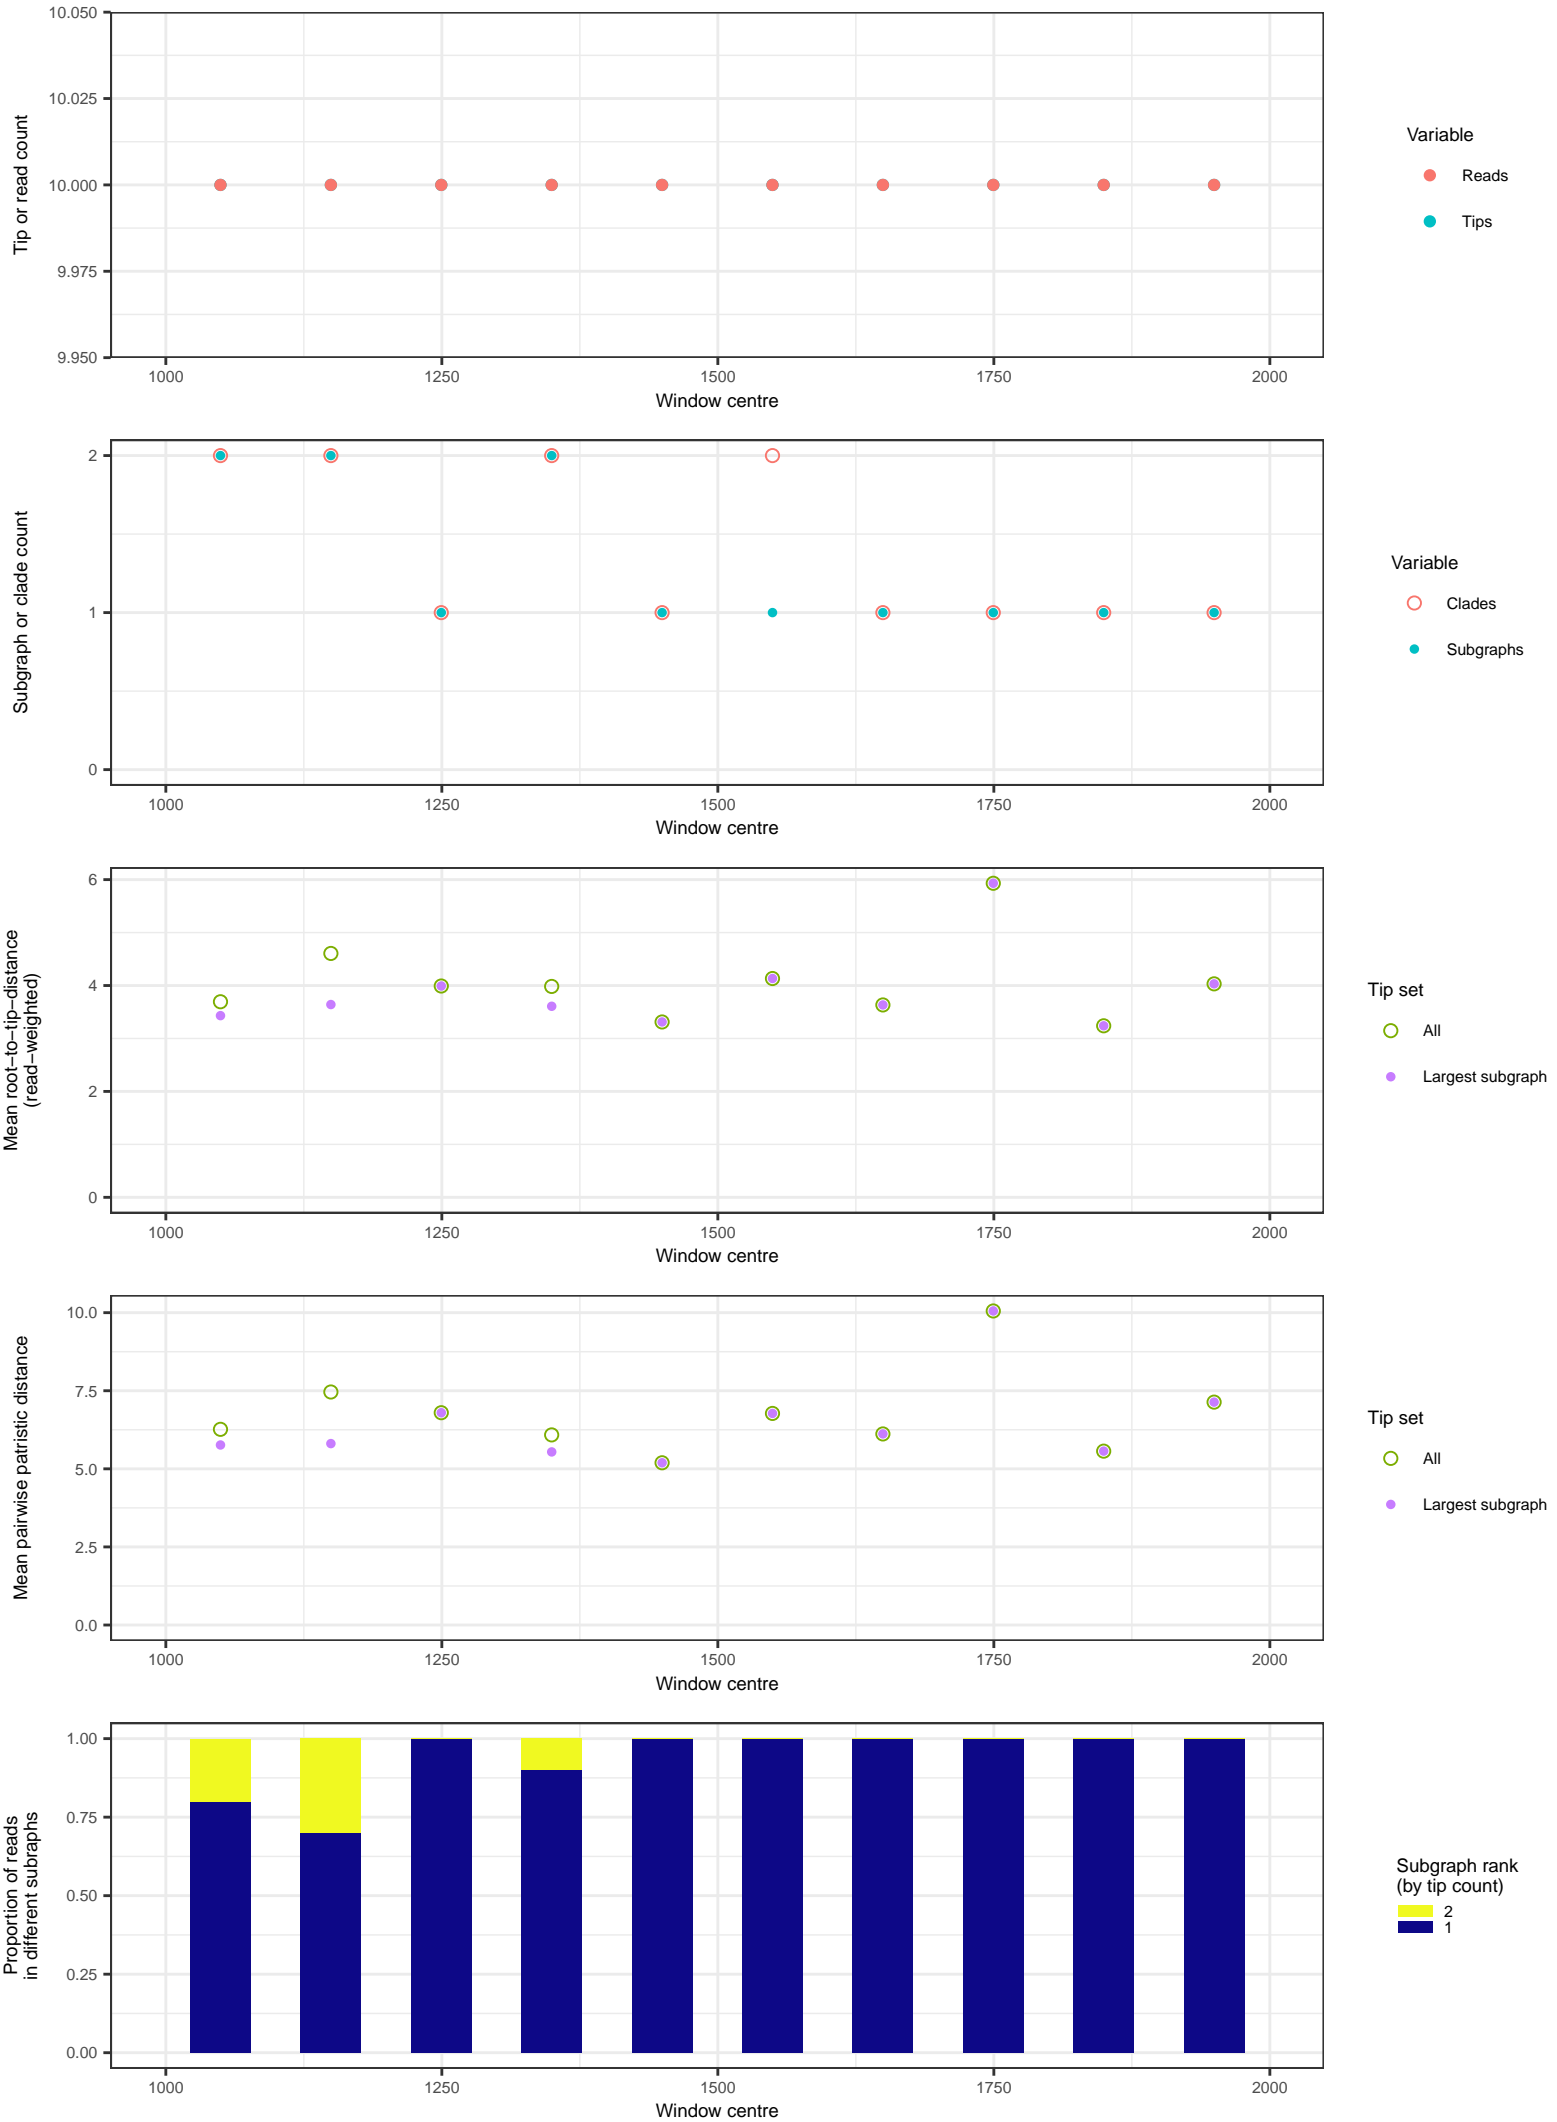 10.050
10.025
10.000
9.975
9.950
Tip or read count
1000 1250 1500 1750 2000
Window centre
Variable
Reads
Tips
2
1
0
Subgraph or clade count
1000 1250 1500 1750 2000
Window centre
Variable
Clades
Subgraphs
6
4
2
0
Mean root−to−tip−distance
(read−weighted)
1000 1250 1500 1750 2000
Window centre
Tip set
All
Largest subgraph
10.0
7.5
5.0
2.5
0.0
Mean pairwise patristic distance
1000 1250 1500 1750 2000
Window centre
Tip set
All
Largest subgraph
1.00
0.75
0.50
0.25
0.00
Proportion of reads
in different subraphs
1000 1250 1500 1750 2000
Window centre
Subgraph rank
(by tip count)
2
1